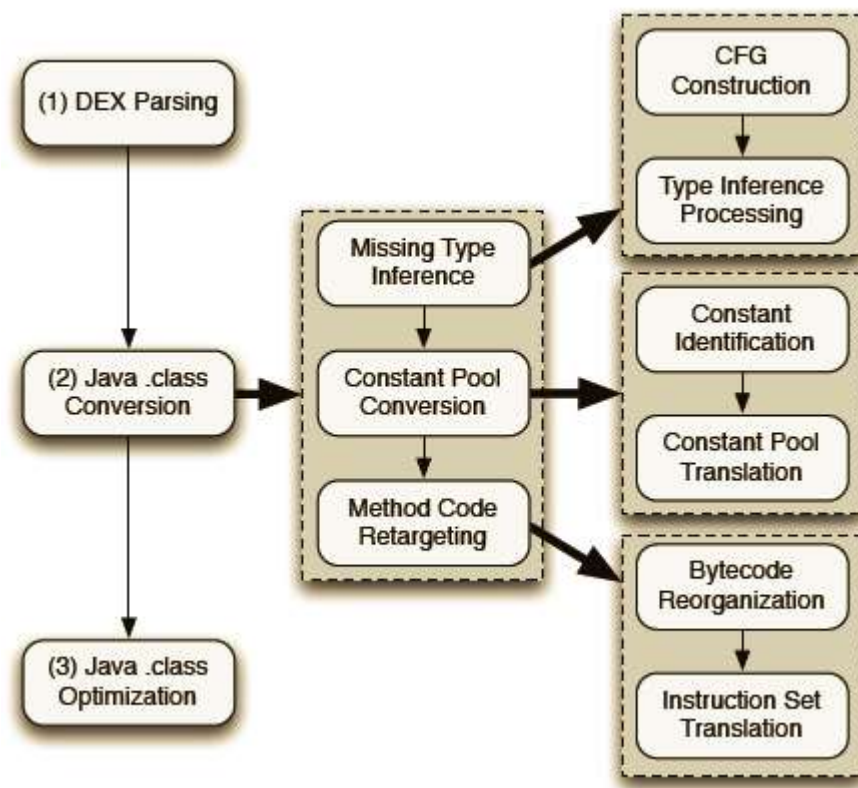 (1) DEX Parsing
(2) Java .class
Conversion
(3) Java .class
Optimization
Missing Type
Inference
Constant Pool
Conversion
Method Code
Retargeting
CFG
Construction
Type Inference
Processing
Constant
Identification
Constant Pool
Translation
Bytecode
Reorganization
Instruction Set
Translation